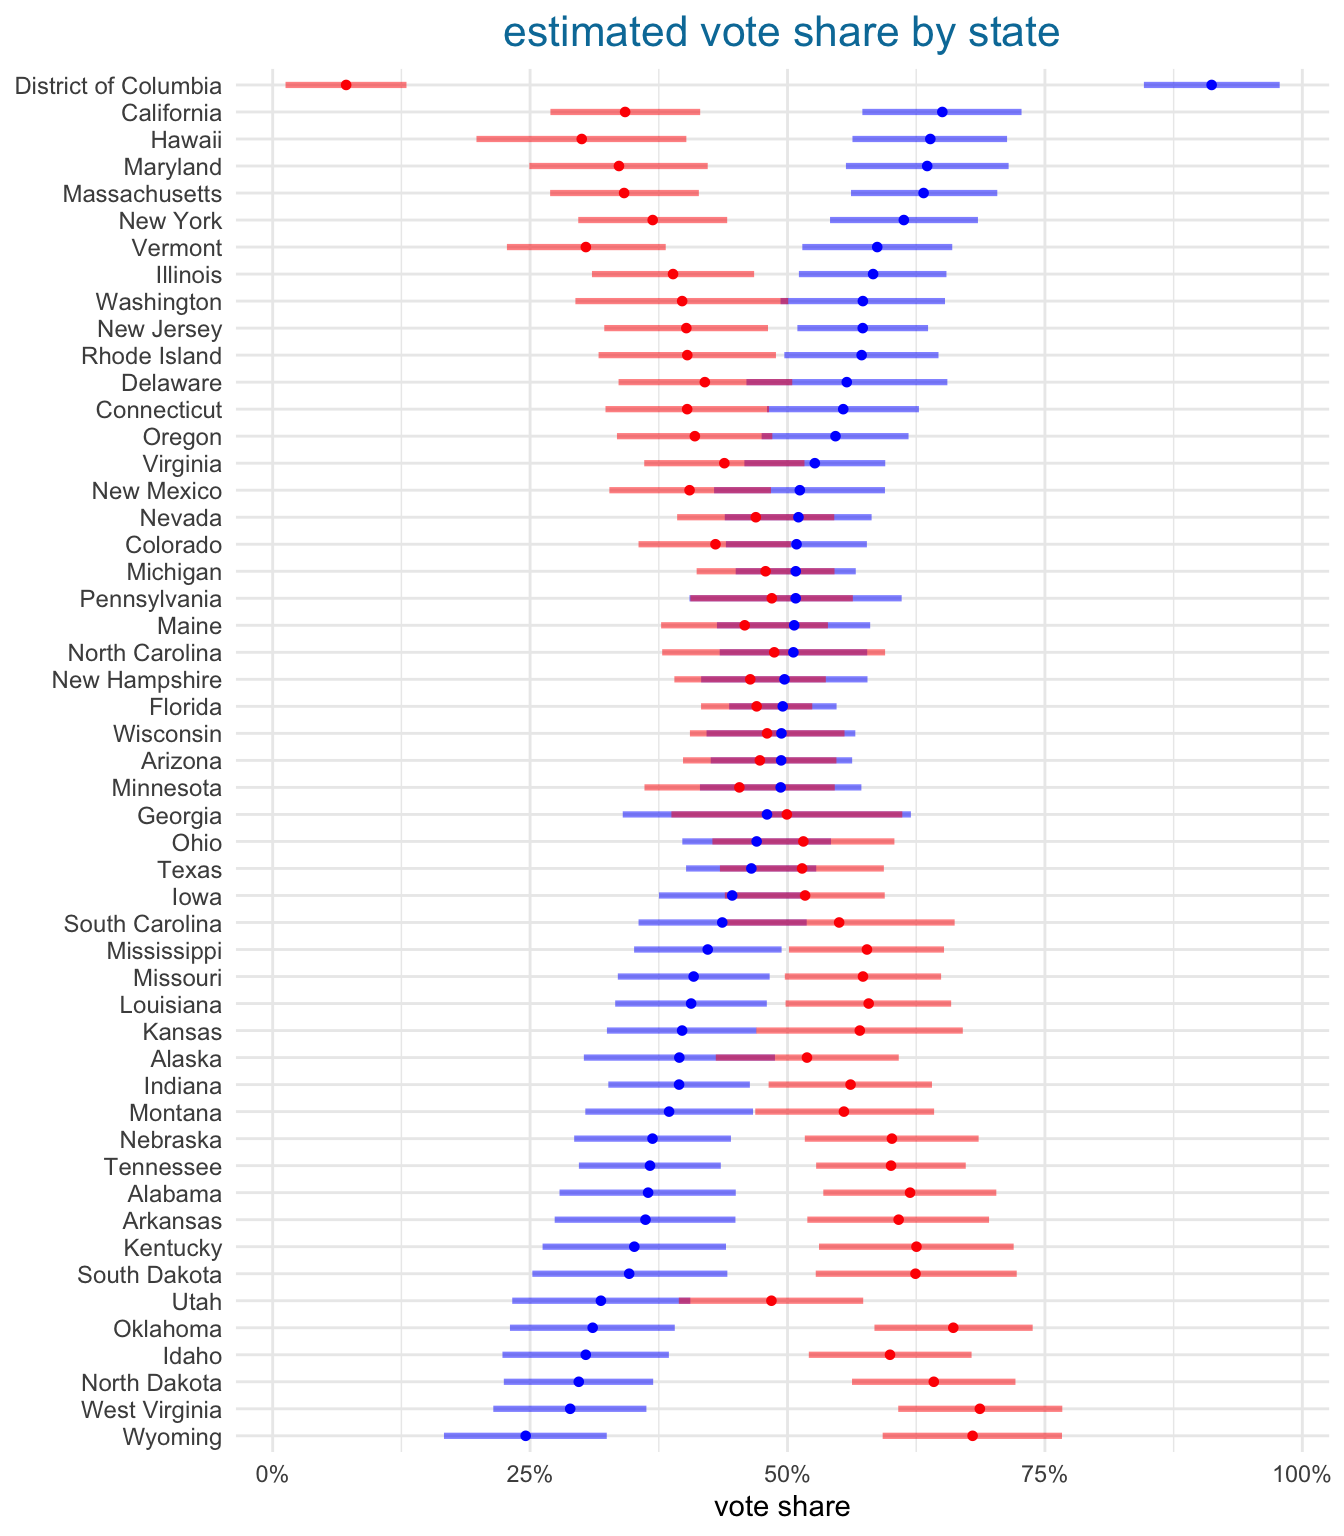 estimated vote share by state
District of Columbia
California
Hawaii
Maryland
Massachusetts
New York
Vermont
Illinois
Washington
New Jersey
Rhode Island
Delaware
Connecticut
Oregon
Virginia
New Mexico
Nevada
Colorado
Michigan
Pennsylvania
Maine
North Carolina
New Hampshire
Florida
Wisconsin
Arizona
Minnesota
Georgia
Ohio
Texas
Iowa
South Carolina
Mississippi
Missouri
Louisiana
Kansas
Alaska
Indiana
Montana
Nebraska
Tennessee
Alabama
Arkansas
Kentucky
South Dakota
Utah
Oklahoma
Idaho
North Dakota
West Virginia
Wyoming
0% 25% 50% 75% 100%
vote share